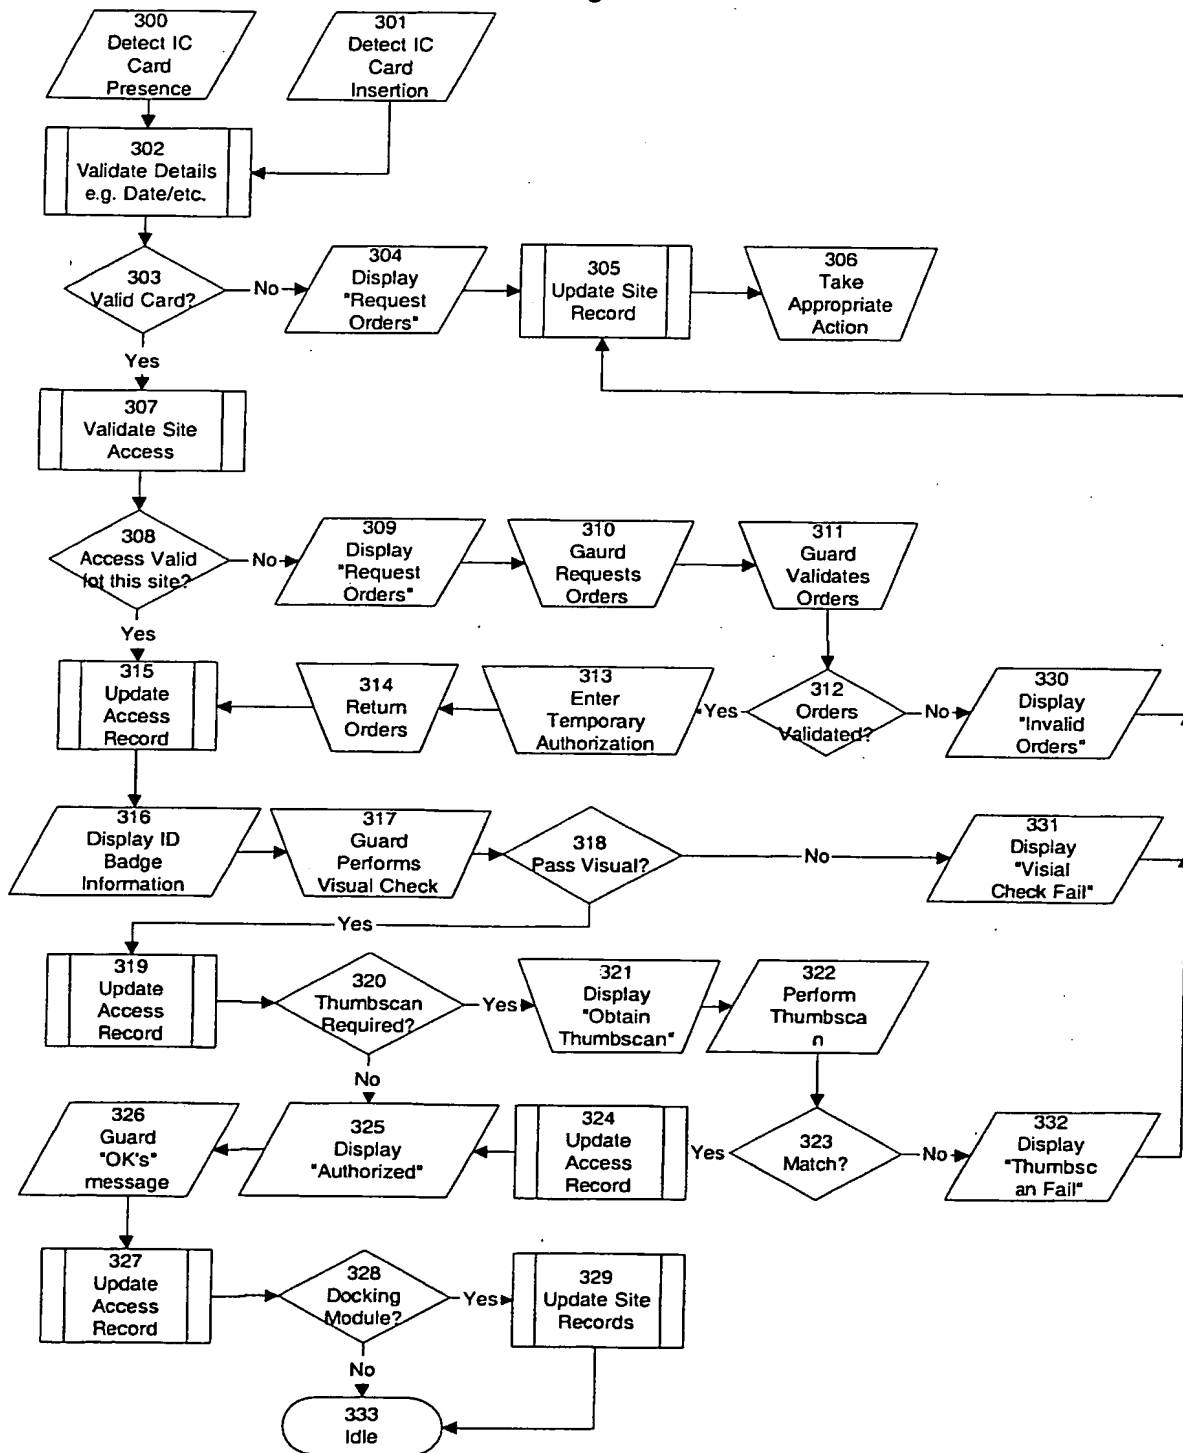 300
Detect IC
Card
Presence
301
Detect IC
Card
Insertion
302
Validate Details
e.g. Date/etc.
303
Valid Card?
No
304
Display
"Request
Orders"
305
Update Site
Record
306
Take
Appropriate
Action
Yes
307
Validate Site
Access
308
Access Valid
fot this site?
No
309
Display
"Request
Orders"
310
Gaurd
Requests
Orders
311
Guard
Validates
Orders
Yes
315
Update
Access
Record
314
Return
Orders
313
Enter
Temporary
Authorization
Yes
312
Orders
Validated?
No
330
Display
"Invalid
Orders"
316
Display ID
Badge
Information
317
Guard
Performs
Visual Check
318
Pass Visual?
No
331
Display
"Visial
Check Fail"
Yes
319
Update
Access
Record
320
Thumbscan
Required?
Yes
321
Display
"Obtain
Thumbscan"
322
Perform
Thumbsca
n
No
326
Guard
"OK's"
message
325
Display
"Authorized"
324
Update
Access
Record
Yes
323
Match?
No
332
Display
"Thumbsc
an Fail"
327
Update
Access
Record
328
Docking
Module?
Yes
329
Update Site
Records
No
333
Idle